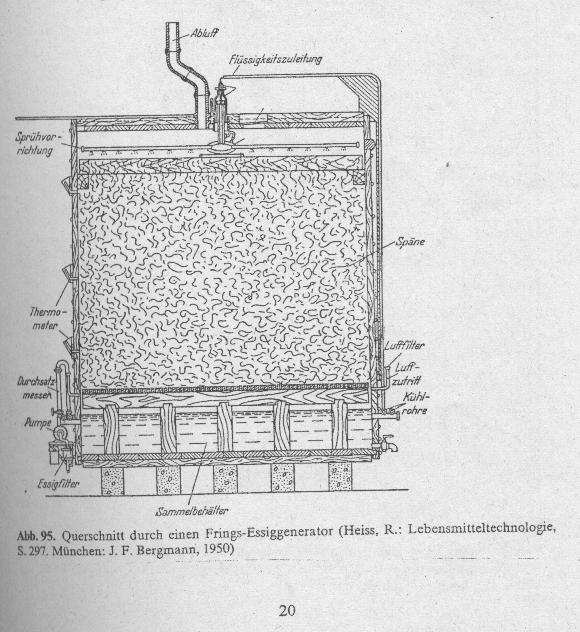 Abluft
Flüssigkeitszuleitung
Sprühvor-
richtung
Späne
Thermo-
meter
Luftfilter
Luft-
zutritt
Durchsatz
messer
Kühl-
rohre
Pumpe
Essigfilter
Sammelbehälter
Abb. 95. Querschnitt durch einen Frings-Essiggenerator (Heiss, R.: Lebensmitteltechnologie,
S. 297. München: J. F. Bergmann, 1950)
20